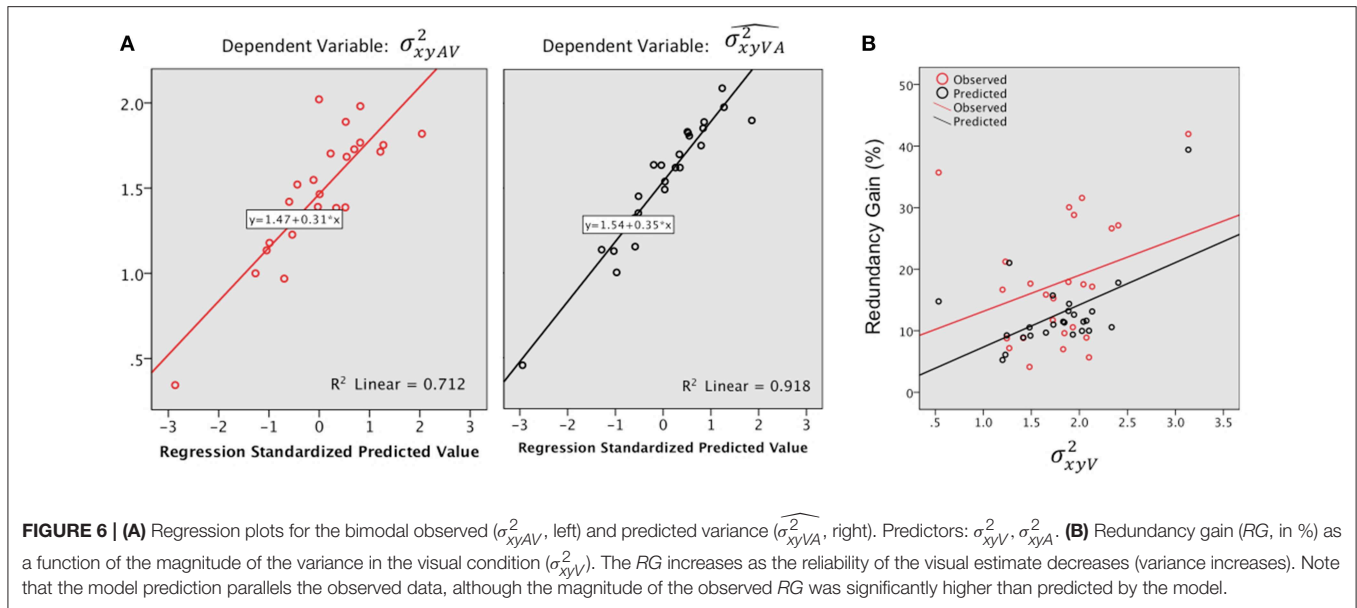 A
Dependent Variable: σ²xyAV
2.0
1.5
1.0
.5
y=1.47+0.31*x
R² Linear = 0.712
−3 −2 −1 0 1 2 3
Regression Standardized Predicted Value
Dependent Variable: \widehat{σ²xyVA}
y=1.54+0.35*x
R² Linear = 0.918
−3 −2 −1 0 1 2 3
Regression Standardized Predicted Value
B
Redundancy Gain (%)
50
40
30
20
10
0
Observed
Predicted
Observed
Predicted
.5 1.0 1.5 2.0 2.5 3.0 3.5
σ²xyV
FIGURE 6 | (A) Regression plots for the bimodal observed (σ²xyAV, left) and predicted variance (\widehat{σ²xyVA}, right). Predictors: σ²xyV, σ²xyA. (B) Redundancy gain (RG, in %) as
a function of the magnitude of the variance in the visual condition (σ²xyV). The RG increases as the reliability of the visual estimate decreases (variance increases). Note
that the model prediction parallels the observed data, although the magnitude of the observed RG was significantly higher than predicted by the model.